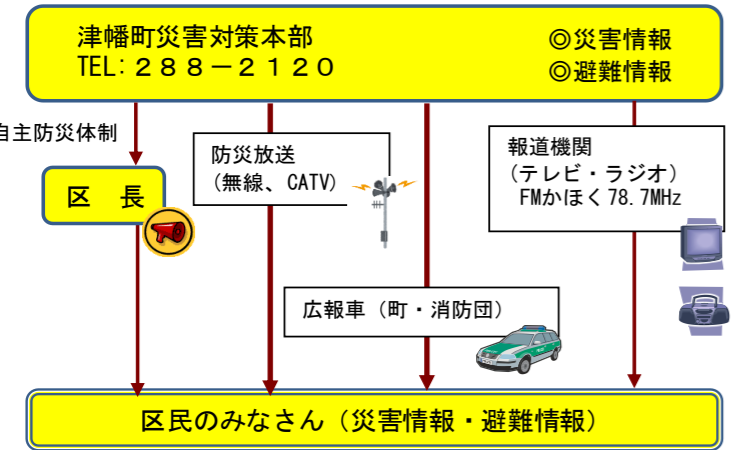 津幡町災害対策本部
TEL:２８８－２１２０
◎災害情報
◎避難情報
自主防災体制
区　長
防災放送
(無線、CATV)
報道機関
(テレビ・ラジオ)
FMかほく78.7MHz
広報車（町・消防団）
区民のみなさん（災害情報・避難情報）